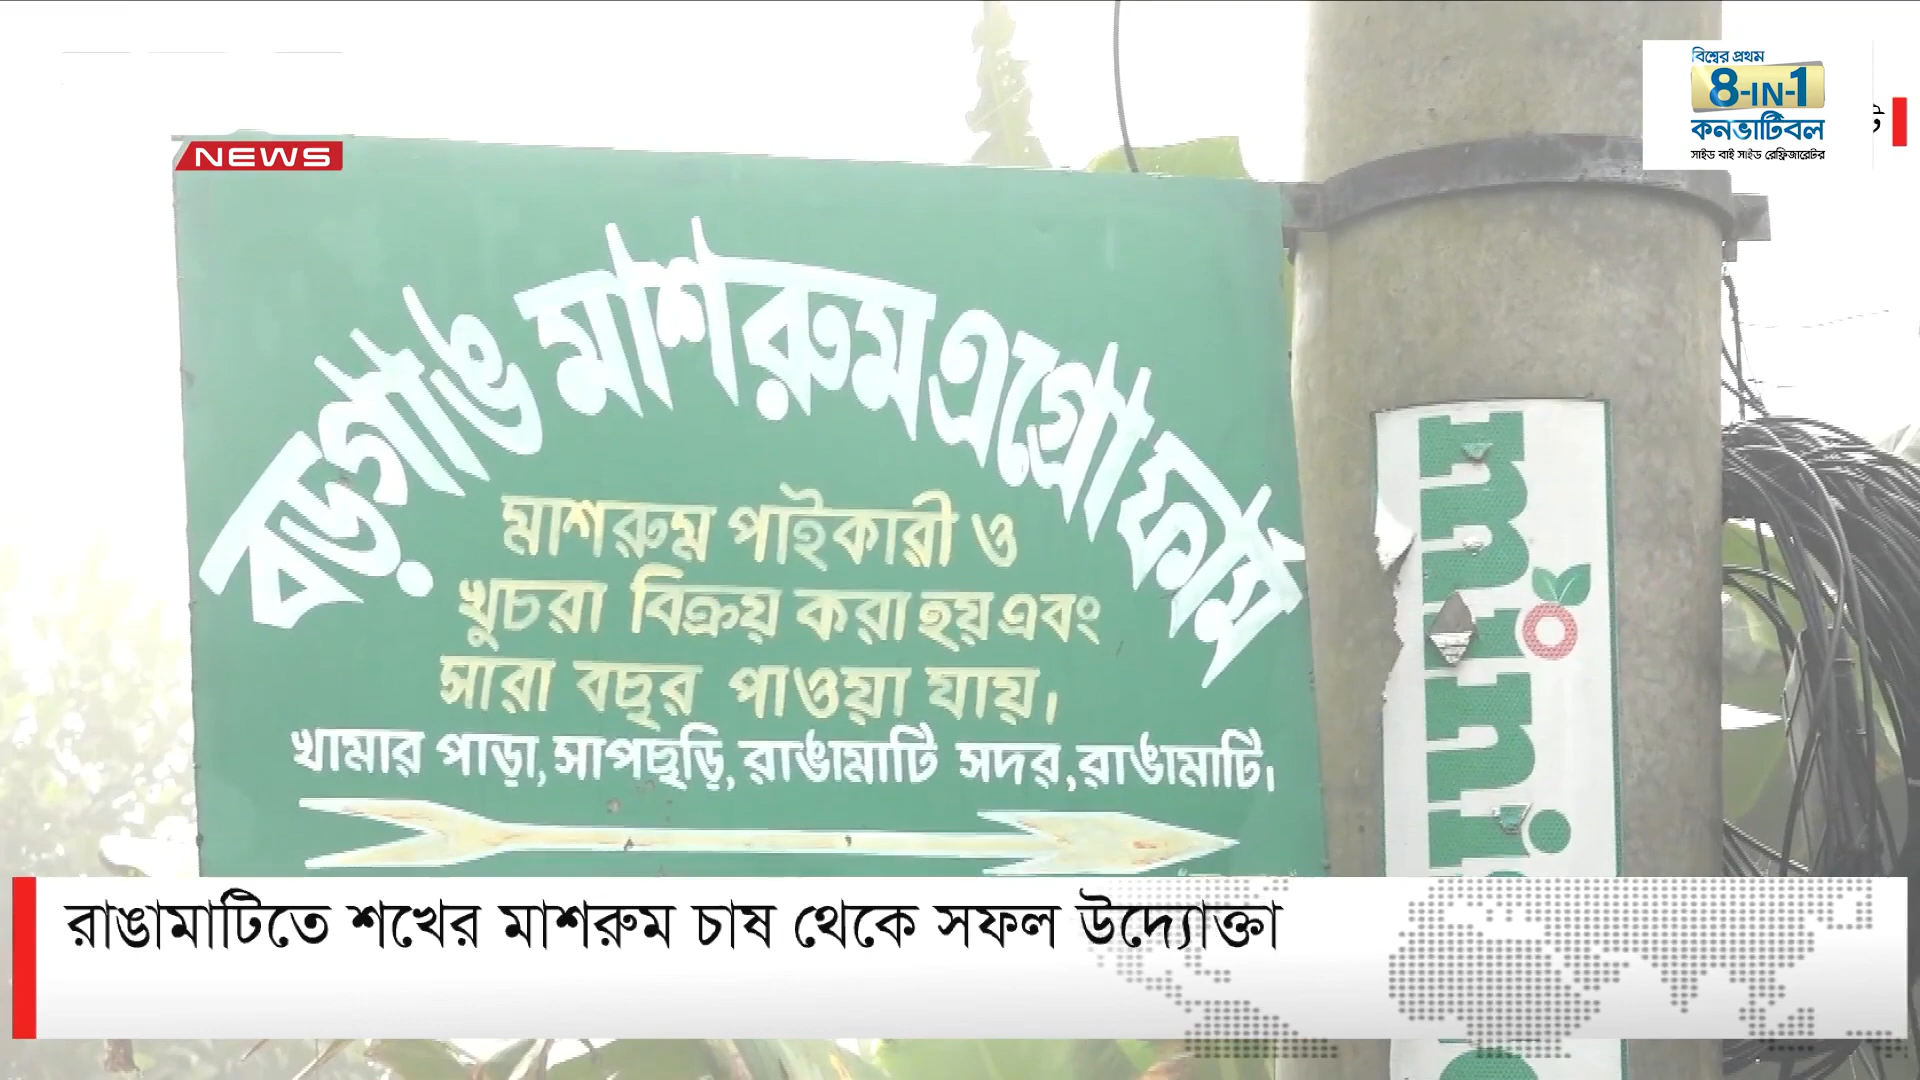 বিশ্বের প্রথম
8-IN-1
কনভার্টিবল
সাইড বাই সাইড রেফ্রিজারেটর
NEWS
বড়গাঙ মাশরুম এগ্রো ফার্ম
মাশরুম পাইকারী ও
খুচরা বিক্রয় করা হয় এবং
সারা বছর পাওয়া যায়।
খামার পাড়া, সাপছড়ি, রাঙামাটি সদর, রাঙামাটি।
রাঙামাটিতে শখের মাশরুম চাষ থেকে সফল উদ্যোক্তা